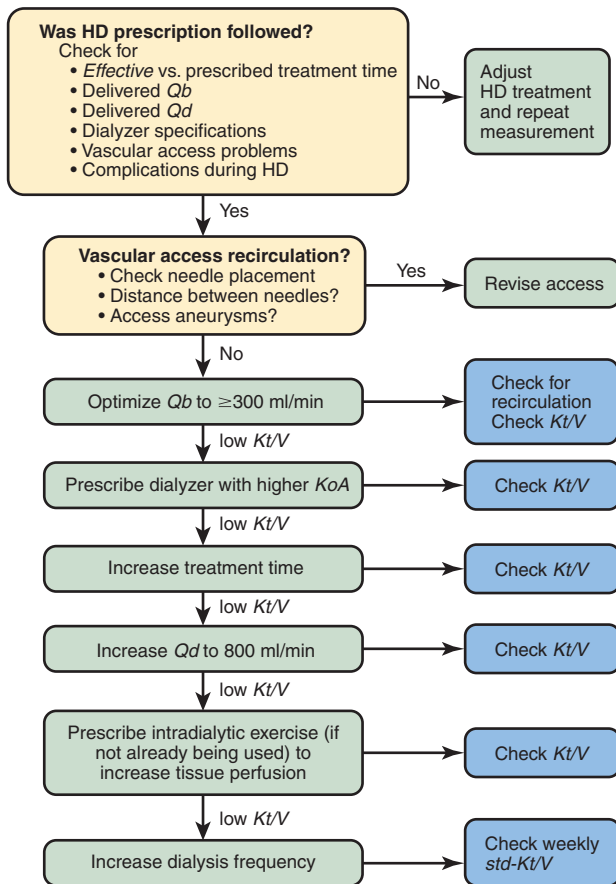 Was HD prescription followed?
Check for
• Effective vs. prescribed treatment time
• Delivered Qb
• Delivered Qd
• Dialyzer specifications
• Vascular access problems
• Complications during HD
No
Adjust
HD treatment
and repeat
measurement
Yes
Vascular access recirculation?
• Check needle placement
• Distance between needles?
• Access aneurysms?
Yes
Revise access
No
Optimize Qb to ≥300 ml/min
Check for
recirculation
Check Kt/V
low Kt/V
Prescribe dialyzer with higher KoA
Check Kt/V
low Kt/V
Increase treatment time
Check Kt/V
low Kt/V
Increase Qd to 800 ml/min
Check Kt/V
low Kt/V
Prescribe intradialytic exercise (if
not already being used) to
increase tissue perfusion
Check Kt/V
low Kt/V
Increase dialysis frequency
Check weekly
std-Kt/V